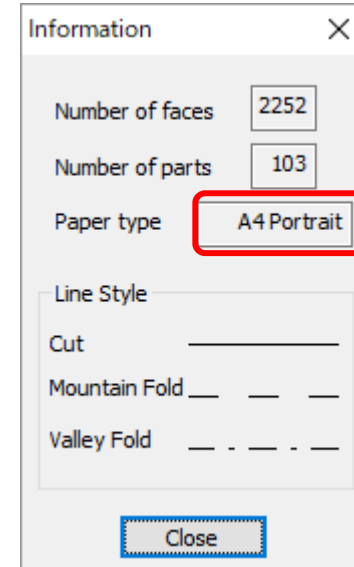 Information
Number of faces 2252
Number of parts 103
Paper type A4 Portrait
Line Style
Cut
Mountain Fold
Valley Fold
Close